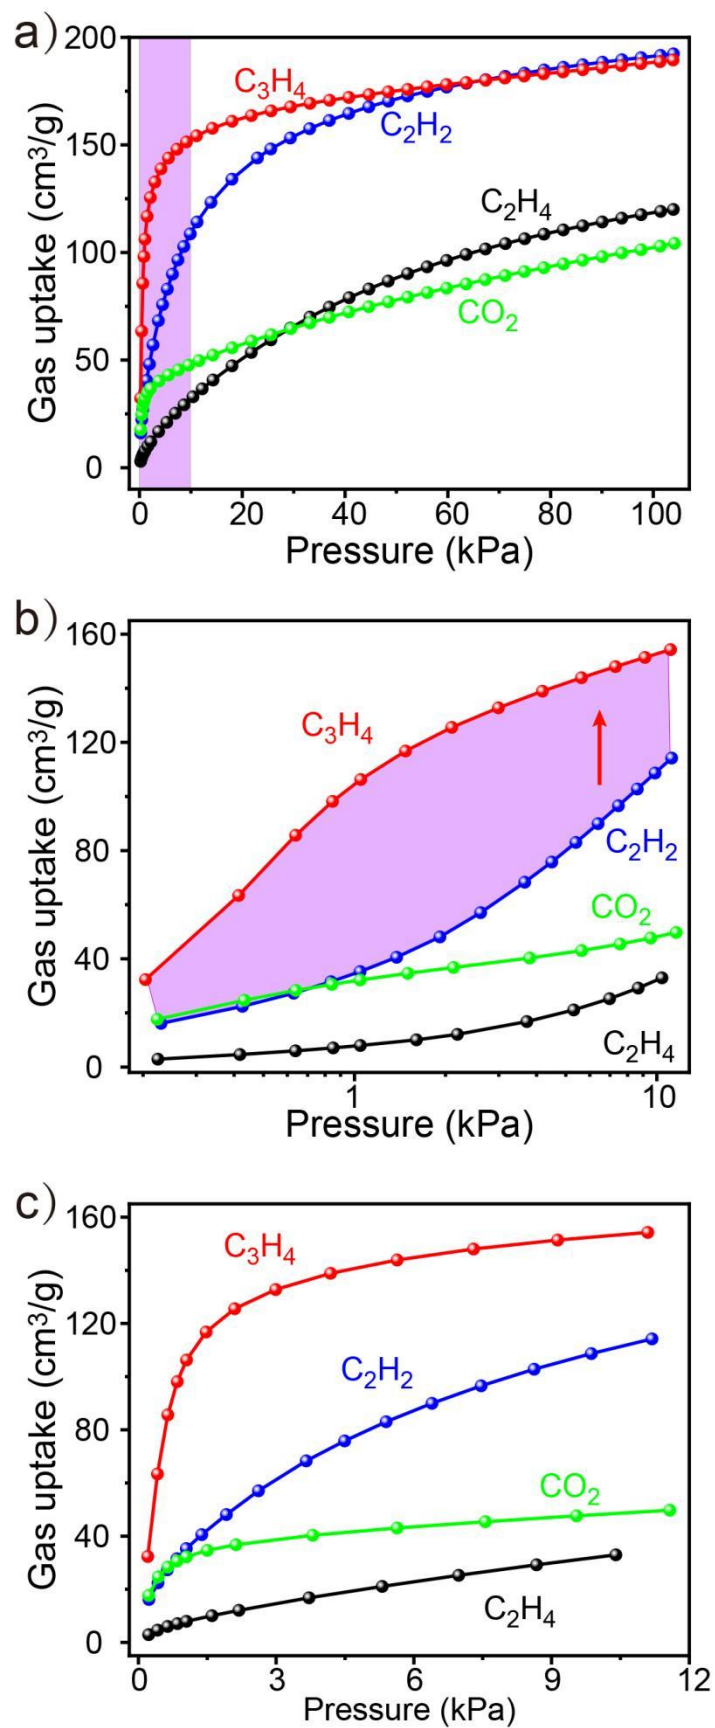 a)
200
150
100
50
0
Gas uptake (cm³/g)
C₃H₄
C₂H₂
C₂H₄
CO₂
0 20 40 60 80 100
Pressure (kPa)
b)
160
120
80
40
0
Gas uptake (cm³/g)
C₃H₄
C₂H₂
CO₂
C₂H₄
1 10
Pressure (kPa)
c)
160
120
80
40
0
Gas uptake (cm³/g)
C₃H₄
C₂H₂
CO₂
C₂H₄
0 3 6 9 12
Pressure (kPa)